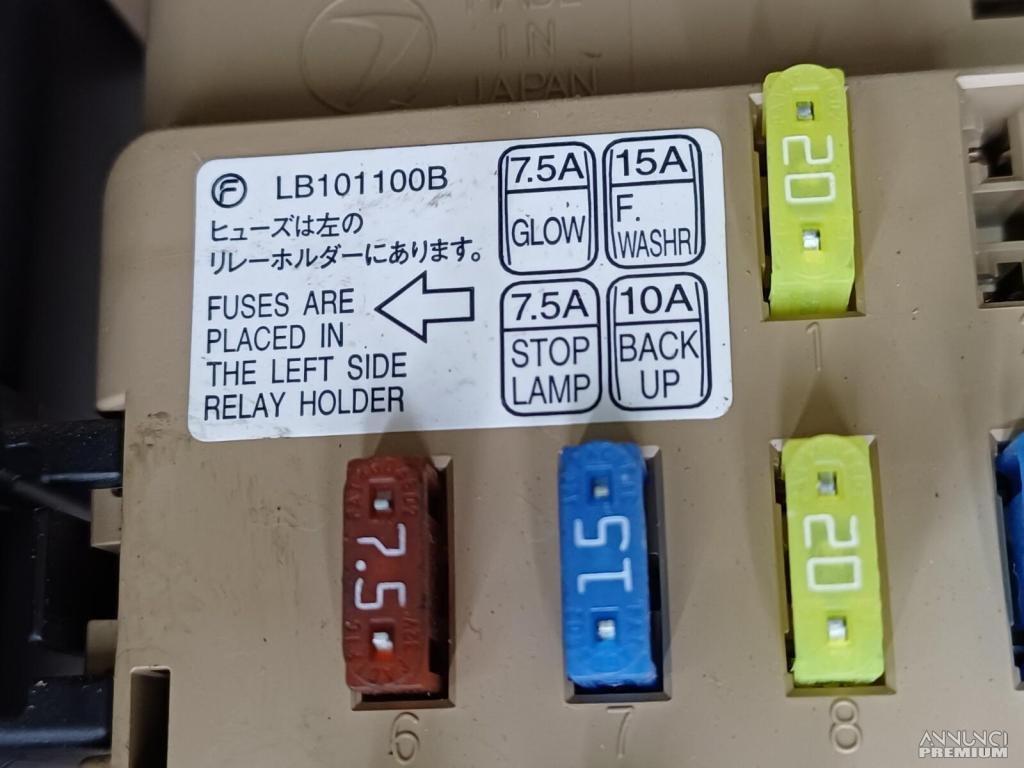 MADE
IN
JAPAN
F LB101100B
ヒューズは左の
リレーホルダーにあります。
FUSES ARE
PLACED IN
THE LEFT SIDE
RELAY HOLDER
7.5A
GLOW
15A
F.
WASHR
7.5A
STOP
LAMP
10A
BACK
UP
20
1
7.5
15
20
6
7
8
ANNUNCI
PREMIUM